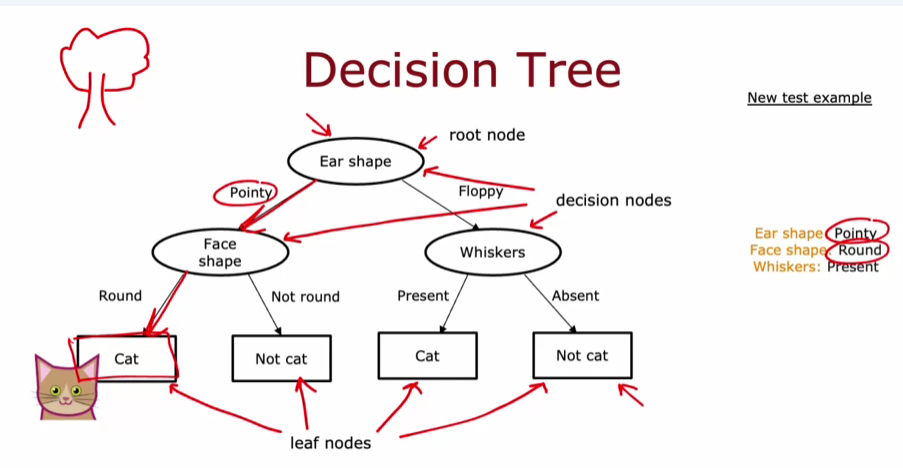 Decision Tree
New test example
root node
Ear shape
Pointy
Floppy
decision nodes
Ear shape: Pointy
Face shape: Round
Whiskers: Present
Face
shape
Whiskers
Round
Not round
Present
Absent
Cat
Not cat
Cat
Not cat
leaf nodes